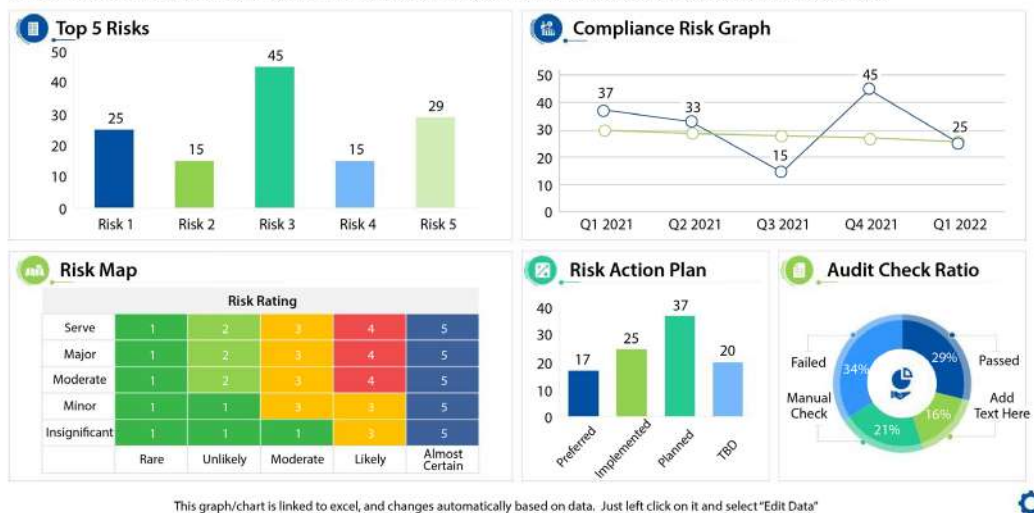 Top 5 Risks
50
40
30
20
10
0
25
15
45
15
29
Risk 1
Risk 2
Risk 3
Risk 4
Risk 5
Compliance Risk Graph
50
40
30
20
10
0
37
33
15
45
25
Q1 2021
Q2 2021
Q3 2021
Q4 2021
Q1 2022
Risk Map
Risk Rating
Serve 1 2 3 4 5
Major 1 2 3 4 5
Moderate 1 2 3 4 5
Minor 1 1 3 3 5
Insignificant 1 1 1 3 5
Rare Unlikely Moderate Likely Almost
Certain
Risk Action Plan
40
30
20
10
0
17
25
37
20
Preferred
Implemented
Planned
TBD
Audit Check Ratio
Failed
34%
29%
Passed
Manual
Check
21%
16%
Add
Text Here
This graph/chart is linked to excel, and changes automatically based on data. Just left click on it and select "Edit Data"